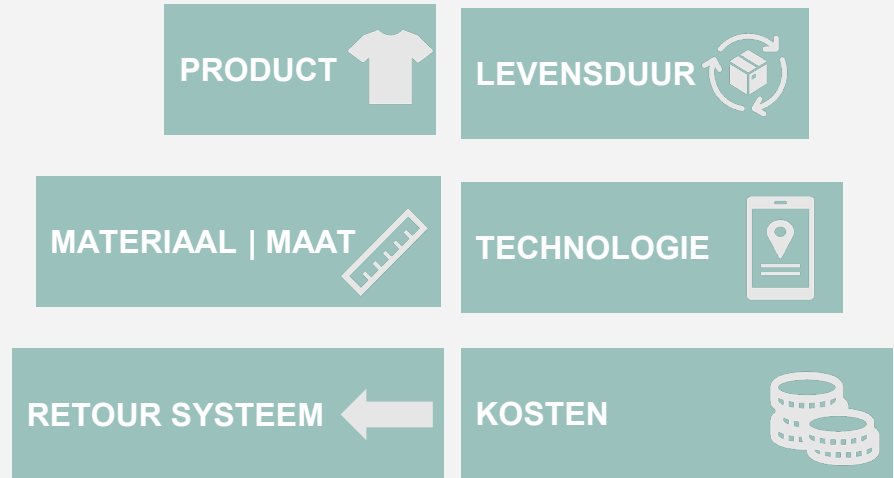 PRODUCT
LEVENSDUUR
MATERIAAL | MAAT
TECHNOLOGIE
RETOUR SYSTEEM
KOSTEN